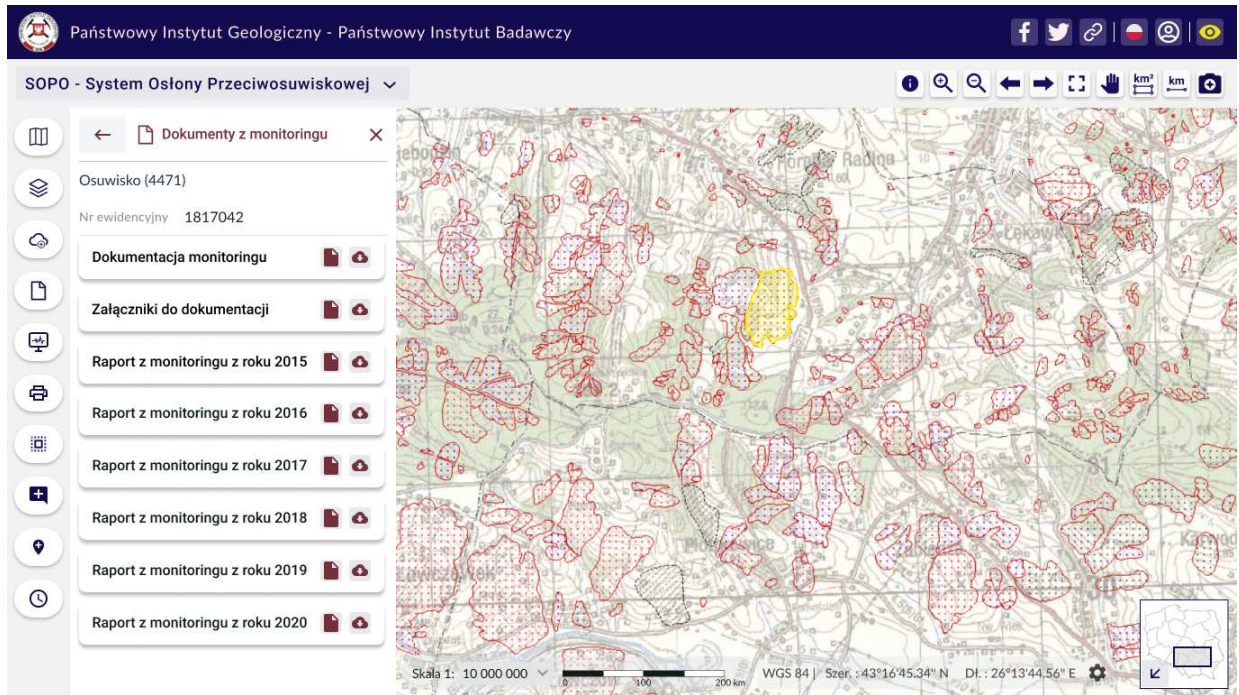 Państwowy Instytut Geologiczny - Państwowy Instytut Badawczy
SOPO - System Osłony Przeciwosuwiskowej
km²
km
Dokumenty z monitoringu
Osuwisko (4471)
Nr ewidencyjny 1817042
Dokumentacja monitoringu
Załączniki do dokumentacji
Raport z monitoringu z roku 2015
Raport z monitoringu z roku 2016
Raport z monitoringu z roku 2017
Raport z monitoringu z roku 2018
Raport z monitoringu z roku 2019
Raport z monitoringu z roku 2020
Radlna
Skala 1: 10 000 000
0 100 200 km
WGS 84 | Szer. : 43°16'45.34" N Dł. : 26°13'44.56" E